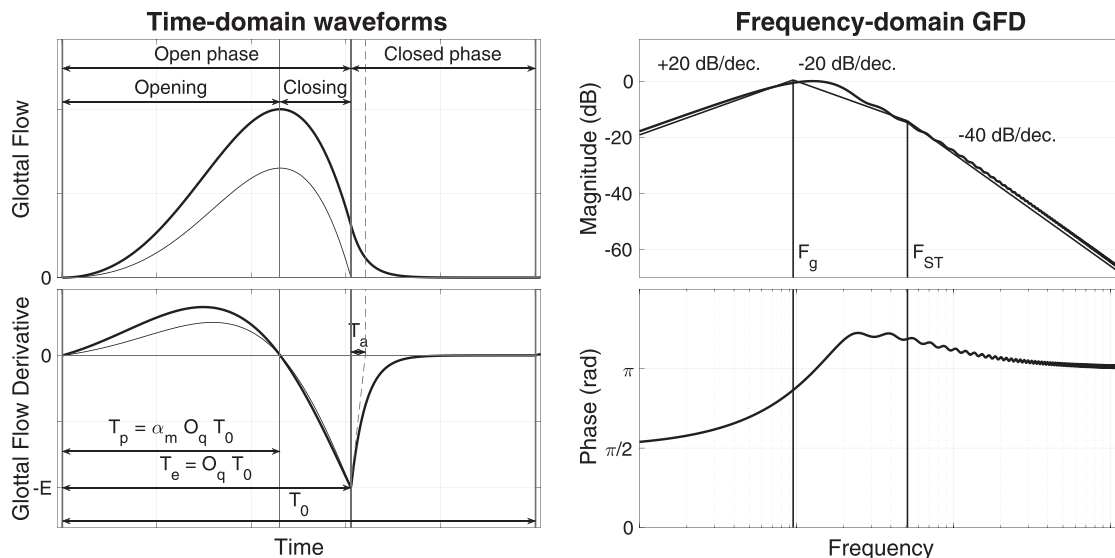 Time-domain waveforms
Open phase
Closed phase
Opening
Closing
Glottal Flow
0
Glottal Flow Derivative
0
-E
T_a
T_p = α_m O_q T_0
T_e = O_q T_0
T_0
Time
Frequency-domain GFD
+20 dB/dec.
-20 dB/dec.
-40 dB/dec.
Magnitude (dB)
0
-20
-40
-60
F_g
F_ST
Phase (rad)
π
π/2
0
Frequency